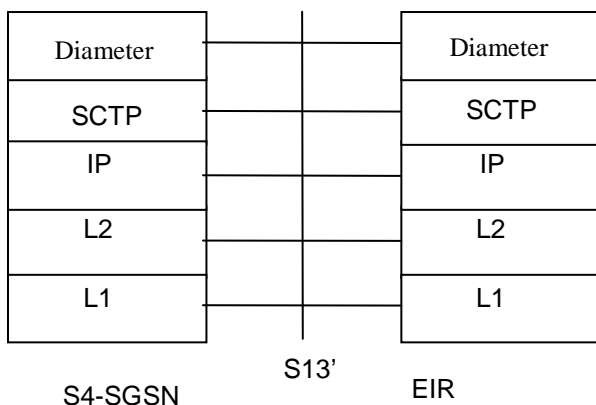 Diameter
SCTP
IP
L2
L1
Diameter
SCTP
IP
L2
L1
S4-SGSN
S13’
EIR